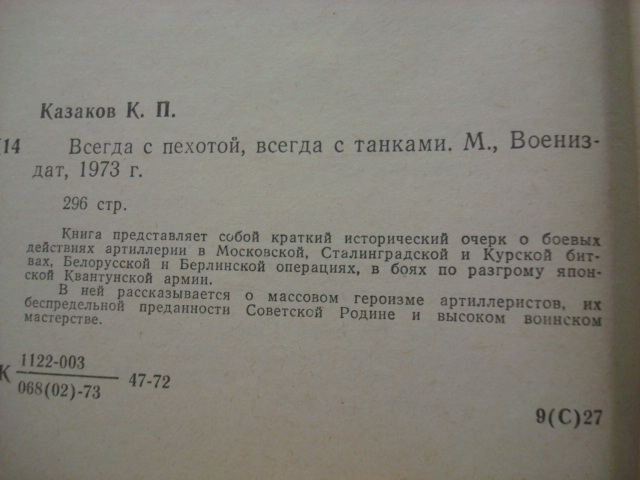 Казаков К. П.
14 Всегда с пехотой, всегда с танками. М., Воениз-
дат, 1973 г.
296 стр.
Книга представляет собой краткий исторический очерк о боевых
действиях артиллерии в Московской, Сталинградской и Курской бит-
вах, Белорусской и Берлинской операциях, в боях по разгрому япон-
ской Квантунской армии.
В ней рассказывается о массовом героизме артиллеристов, их
беспредельной преданности Советской Родине и высоком воинском
мастерстве.
К 1122-003
068(02)-73 47-72
9(С)27